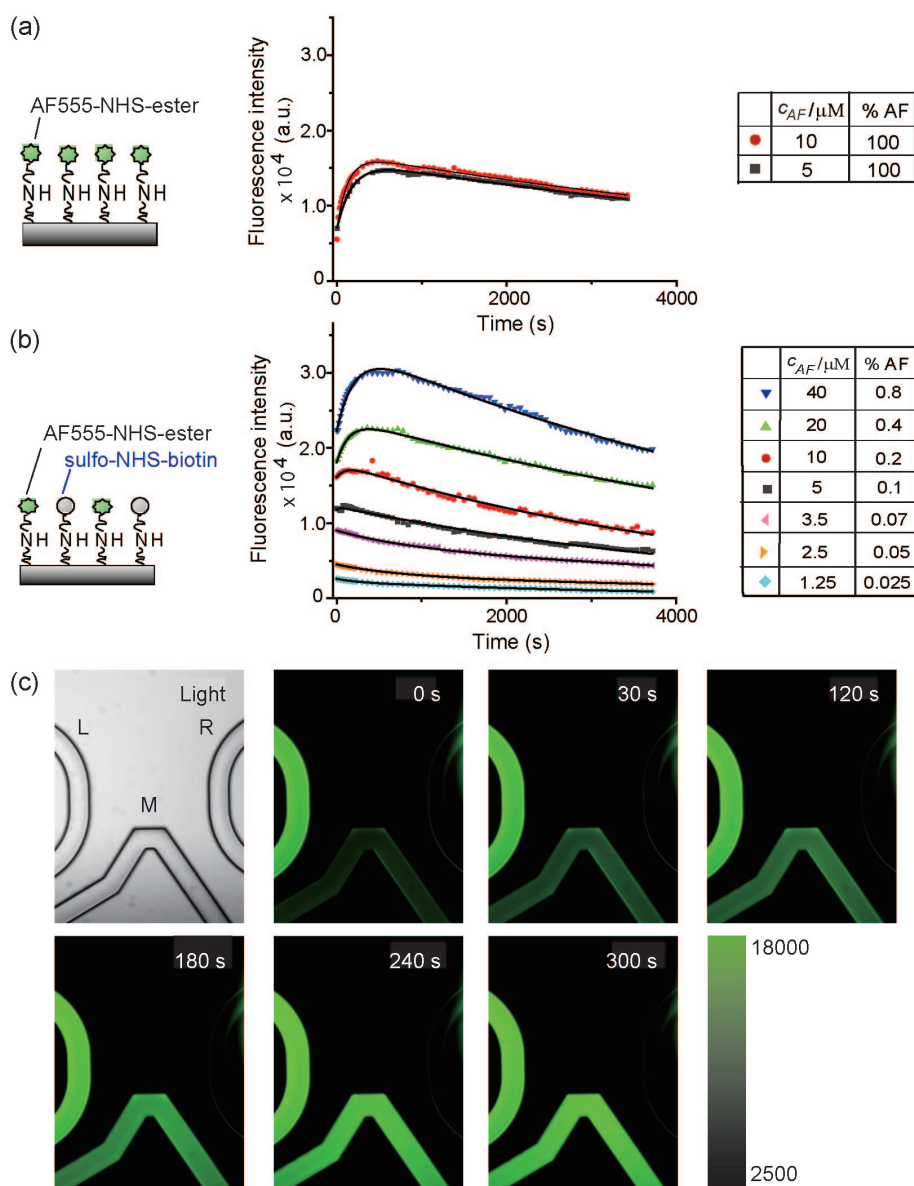 (a)
AF555-NHS-ester
NH NH NH NH
Fluorescence intensity
x 10⁴ (a.u.)
3.0
2.0
1.0
0
0 2000 4000
Time (s)
c_AF/μM % AF
10 100
5 100
(b)
AF555-NHS-ester
sulfo-NHS-biotin
NH NH NH NH
Fluorescence intensity
x 10⁴ (a.u.)
3.0
2.0
1.0
0
0 2000 4000
Time (s)
c_AF/μM % AF
40 0.8
20 0.4
10 0.2
5 0.1
3.5 0.07
2.5 0.05
1.25 0.025
(c)
Light
L R
M
0 s
30 s
120 s
180 s
240 s
300 s
18000
2500